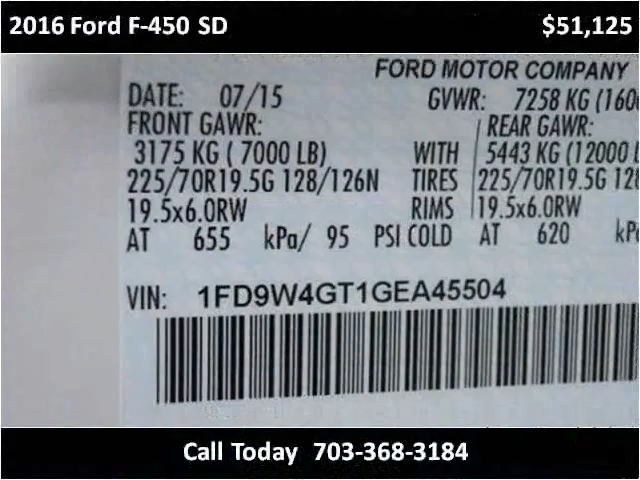 2016 Ford F-450 SD $51,125
FORD MOTOR COMPANY
DATE: 07/15 GVWR: 7258 KG (160
FRONT GAWR: REAR GAWR:
3175 KG ( 7000 LB) WITH 5443 KG (12000
225/70R19.5G 128/126N TIRES 225/70R19.5G 12
19.5x6.0RW RIMS 19.5x6.0RW
AT 655 kPa/ 95 PSI COLD AT 620 kP
VIN: 1FD9W4GT1GEA45504
Call Today 703-368-3184